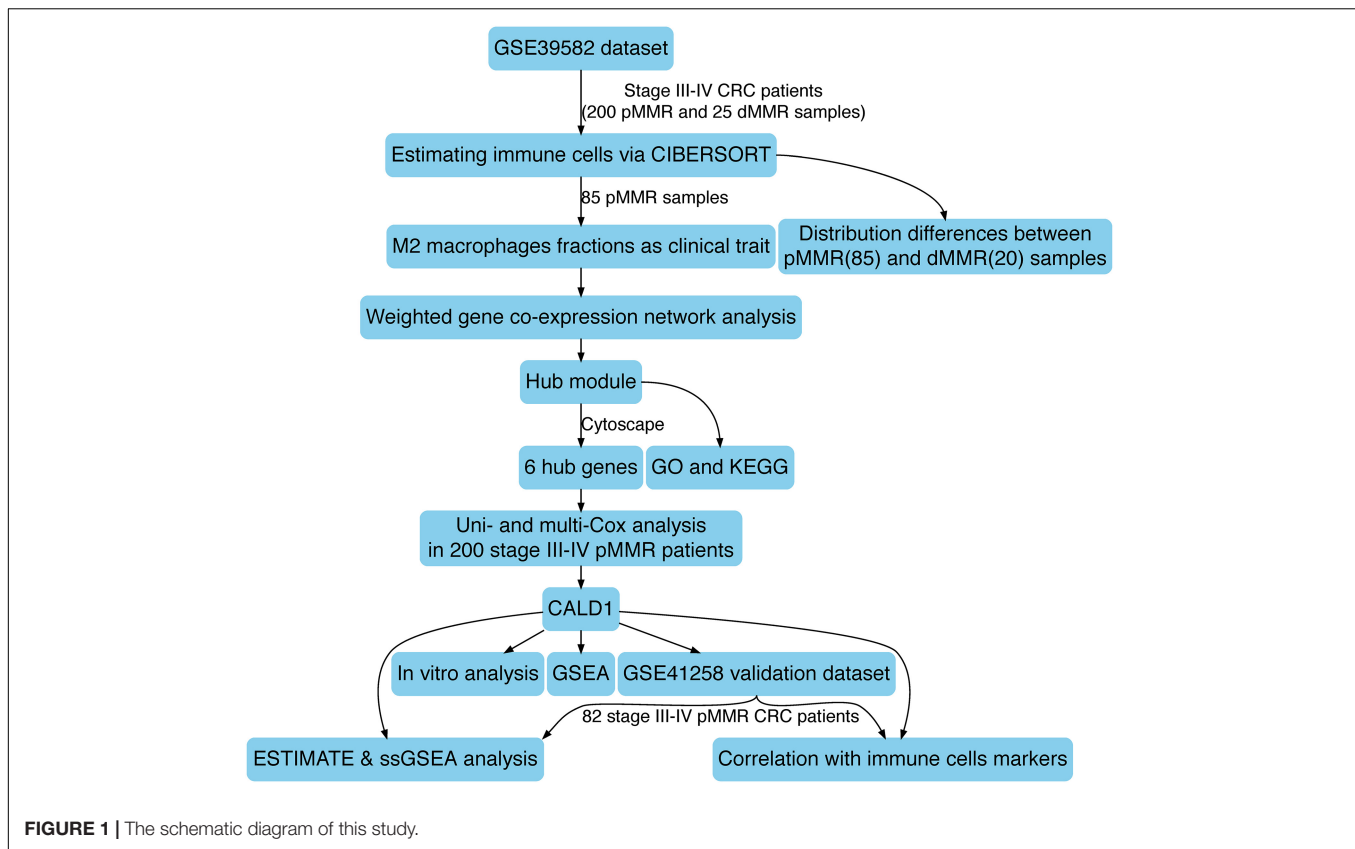 GSE39582 dataset
Stage III-IV CRC patients
(200 pMMR and 25 dMMR samples)
Estimating immune cells via CIBERSORT
85 pMMR samples
M2 macrophages fractions as clinical trait
Distribution differences between
pMMR(85) and dMMR(20) samples
Weighted gene co-expression network analysis
Hub module
Cytoscape
6 hub genes
GO and KEGG
Uni- and multi-Cox analysis
in 200 stage III-IV pMMR patients
CALD1
In vitro analysis
GSEA
GSE41258 validation dataset
82 stage III-IV pMMR CRC patients
ESTIMATE & ssGSEA analysis
Correlation with immune cells markers
FIGURE 1 | The schematic diagram of this study.